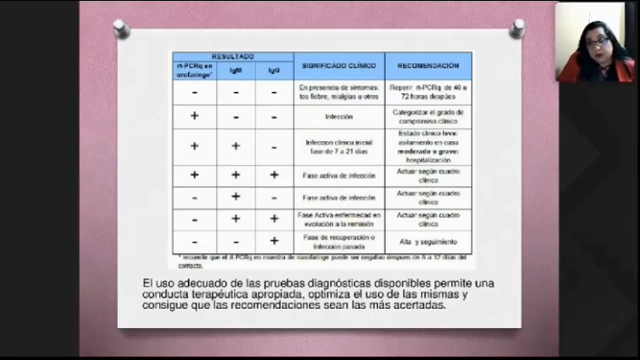 RESULTADO
rt-PCRq en orofaringe* IgM IgG SIGNIFICADO CLÍNICO RECOMENDACIÓN
- - - En presencia de síntomas: tos fiebre, mialgias u otros Repetir rt-PCRq de 48 a 72 horas después
+ - - Infección Categorizar el grado de compromiso clínico
+ + - Infeccion clinica inicial fase de 7 a 21 dias Estado clínico leve: aislamiento en casa moderado o grave: hospitalización
+ + + Fase activa de infección Actuar según cuadro clínico
- + - Fase activa de infección Actuar según cuadro clínico
- + + Fase Activa enfermedad en evolución a la remisión Actuar según cuadro clínico
- - + Fase de recuperación o Infección pasada Alta y seguimiento
* recuerde que el rt-PCRq en muestra de puede ser negativo despues de 8 a 12 dias del
contacto.
El uso adecuado de las pruebas diagnósticas disponibles permite una
conducta terapéutica apropiada, optimiza el uso de las mismas y
consigue que las recomendaciones sean las más acertadas.